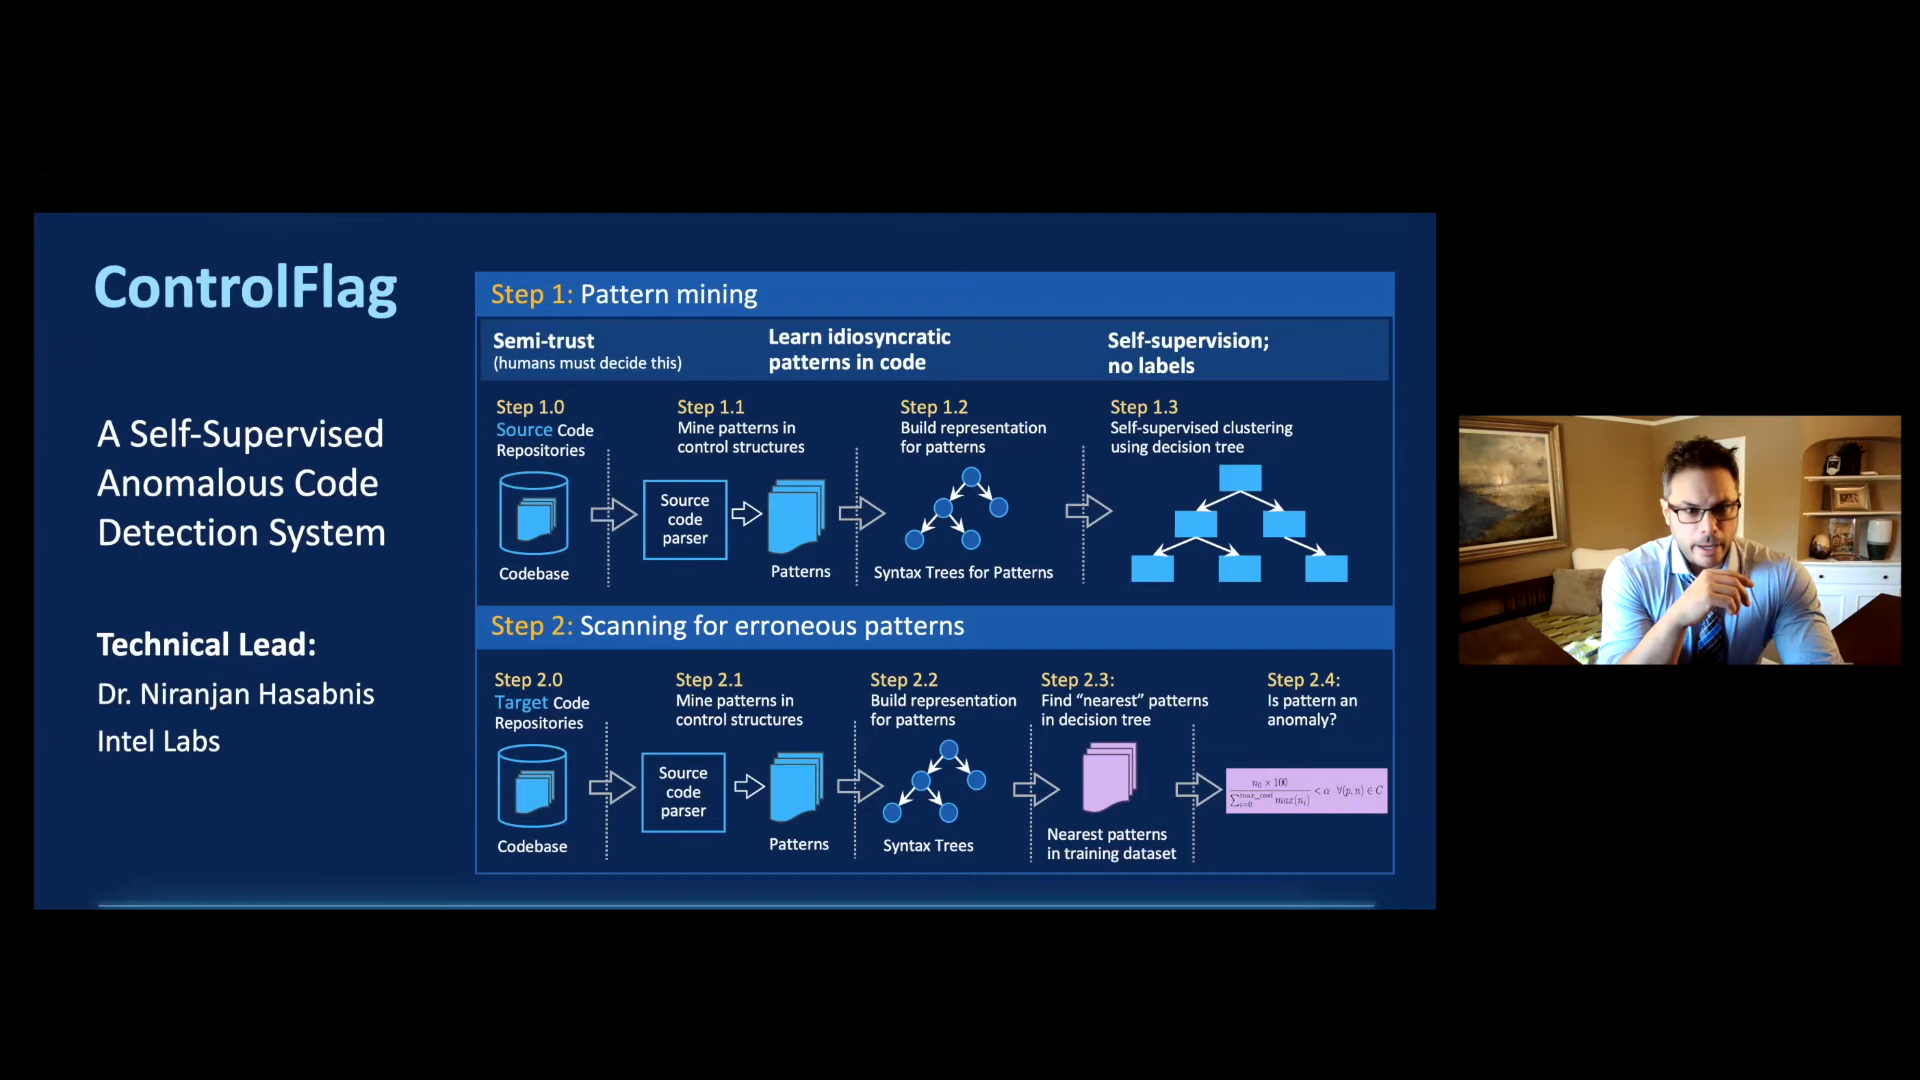 ControlFlag
A Self-Supervised
Anomalous Code
Detection System
Technical Lead:
Dr. Niranjan Hasabnis
Intel Labs
Step 1: Pattern mining
Semi-trust
(humans must decide this)
Learn idiosyncratic
patterns in code
Self-supervision;
no labels
Step 1.0
Source Code
Repositories
Codebase
Step 1.1
Mine patterns in
control structures
Source
code
parser
Patterns
Step 1.2
Build representation
for patterns
Syntax Trees for Patterns
Step 1.3
Self-supervised clustering
using decision tree
Step 2: Scanning for erroneous patterns
Step 2.0
Target Code
Repositories
Codebase
Step 2.1
Mine patterns in
control structures
Source
code
parser
Patterns
Step 2.2
Build representation
for patterns
Syntax Trees
Step 2.3:
Find “nearest” patterns
in decision tree
Nearest patterns
in training dataset
Step 2.4:
Is pattern an
anomaly?
n₀ × 100
∑ᵢ₌₀^max_cost max(nᵢ) < α ∀(p, n) ∈ C